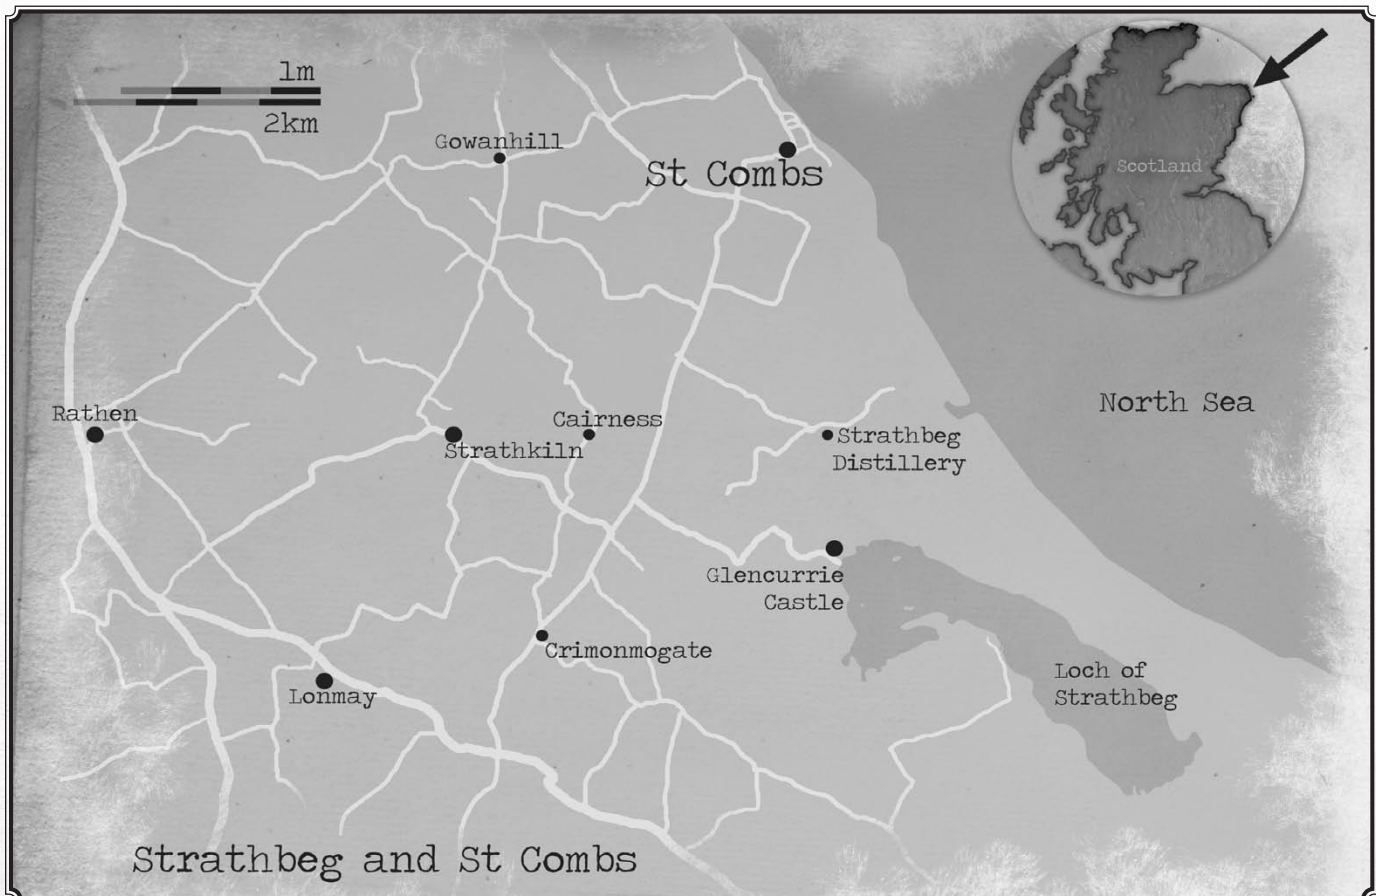 1m
2km
Gowanhill
St Combs
Scotland
North Sea
Rathen
Strathkiln
Cairness
Strathbeg
Distillery
Glencurrie
Castle
Crimonmogate
Lonmay
Loch of
Strathbeg
Strathbeg and St Combs